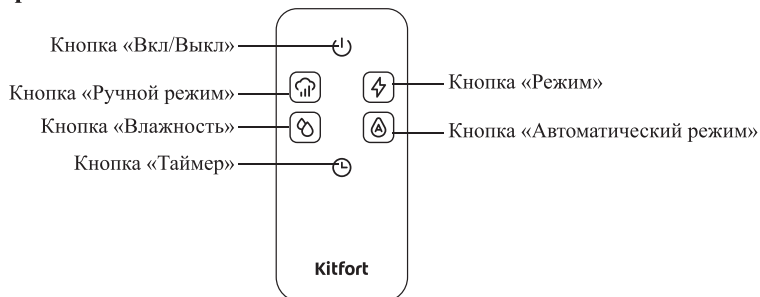 Кнопка «Вкл/Выкл»
Кнопка «Ручной режим»
Кнопка «Режим»
Кнопка «Влажность»
Кнопка «Автоматический режим»
Кнопка «Таймер»
Kitfort